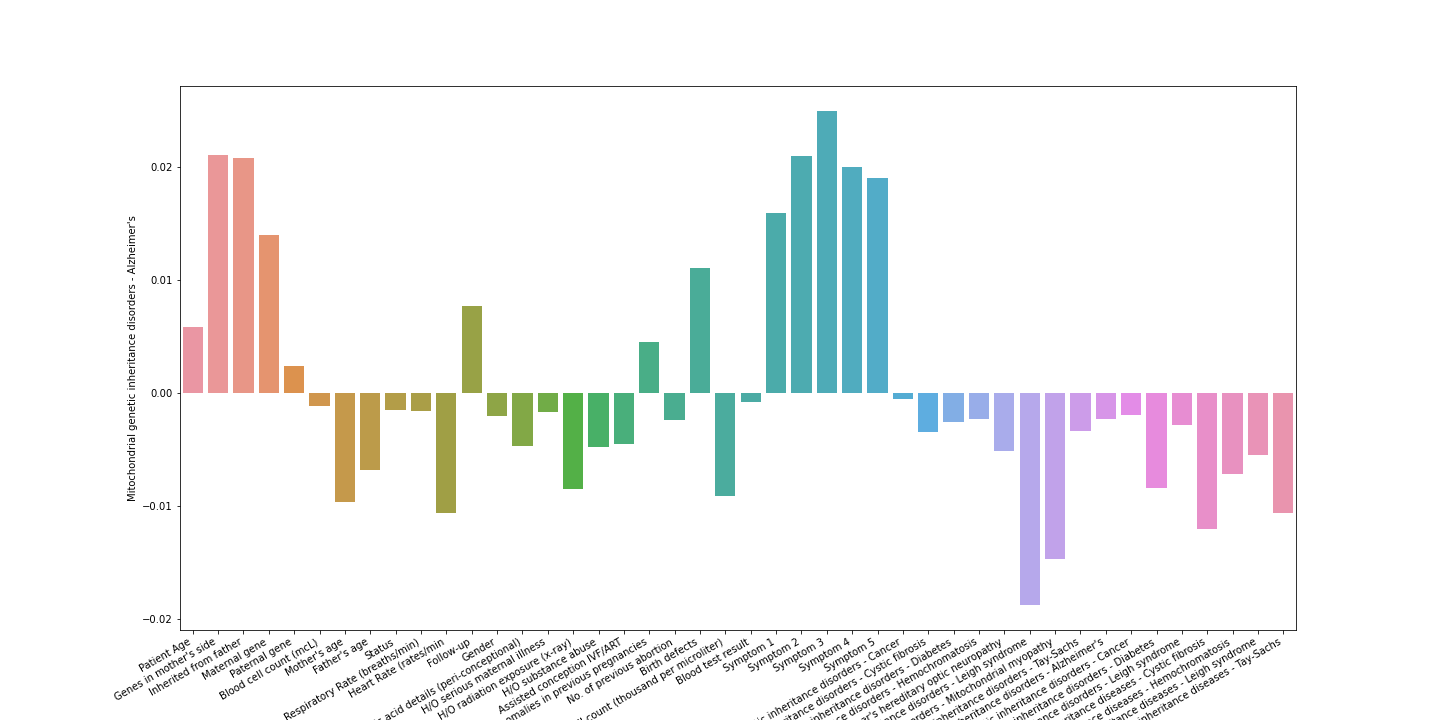 Mitochondrial genetic inheritance disorders - Alzheimer's
0.02
0.01
0.00
−0.01
−0.02
Patient Age
Genes in mother's side
Inherited from father
Maternal gene
Paternal gene
Blood cell count (mcL)
Mother's age
Father's age
Status
Respiratory Rate (breaths/min)
Heart Rate (rates/min
Follow-up
Gender
acid details (peri-conceptional)
H/O serious maternal illness
H/O radiation exposure (x-ray)
H/O substance abuse
Assisted conception IVF/ART
in previous pregnancies
No. of previous abortion
Birth defects
count (thousand per microliter)
Blood test result
Symptom 1
Symptom 2
Symptom 3
Symptom 4
Symptom 5
inheritance disorders - Cancer
disorders - Cystic fibrosis
inheritance disorders - Diabetes
disorders - Hemochromatosis
hereditary optic neuropathy
disorders - Leigh syndrome
- Mitochondrial myopathy
inheritance disorders - Tay-Sachs
disorders - Alzheimer's
inheritance disorders - Cancer
inheritance disorders - Diabetes
disorders - Leigh syndrome
diseases - Cystic fibrosis
diseases - Hemochromatosis
diseases - Leigh syndrome
inheritance diseases - Tay-Sachs